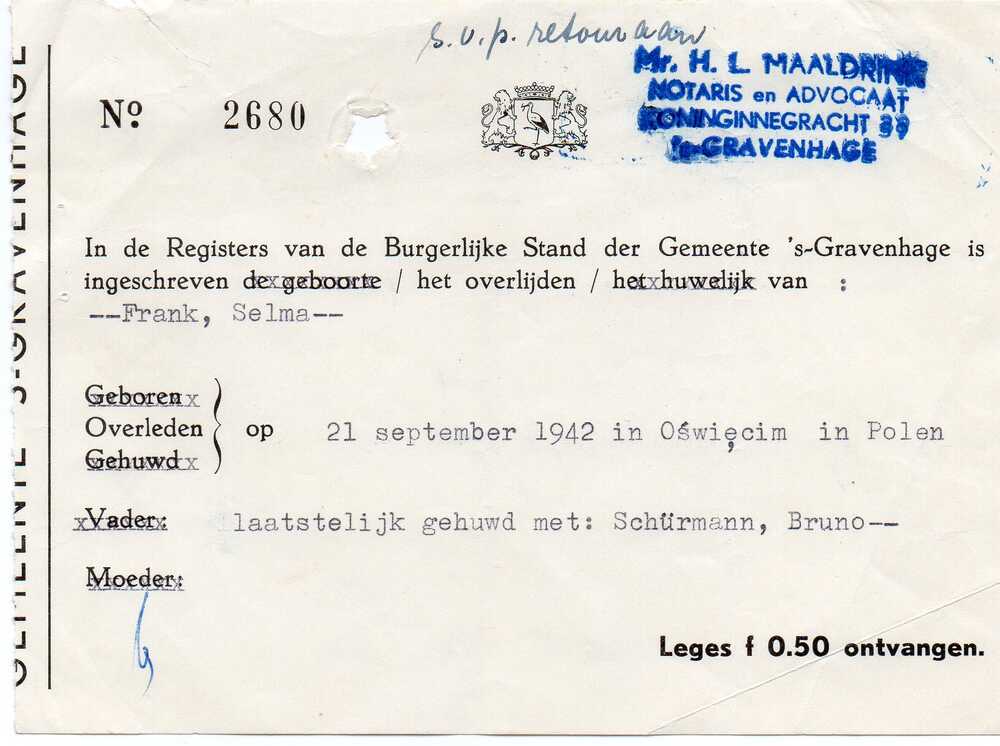 s.v.p. retour aan
Mr. H. L. MAALDRINK
NOTARIS en ADVOCAAT
KONINGINNEGRACHT 39
's-GRAVENHAGE
Nº 2680
GEMEENTE 's-GRAVENHAGE
In de Registers van de Burgerlijke Stand der Gemeente 's-Gravenhage is
ingeschreven de geboorte / het overlijden / het huwelijk van :
--Frank, Selma--
Geboren
Overleden op 21 september 1942 in Oświęcim in Polen
Gehuwd
Vader: laatstelijk gehuwd met: Schürmann, Bruno--
Moeder:
Leges f 0.50 ontvangen.